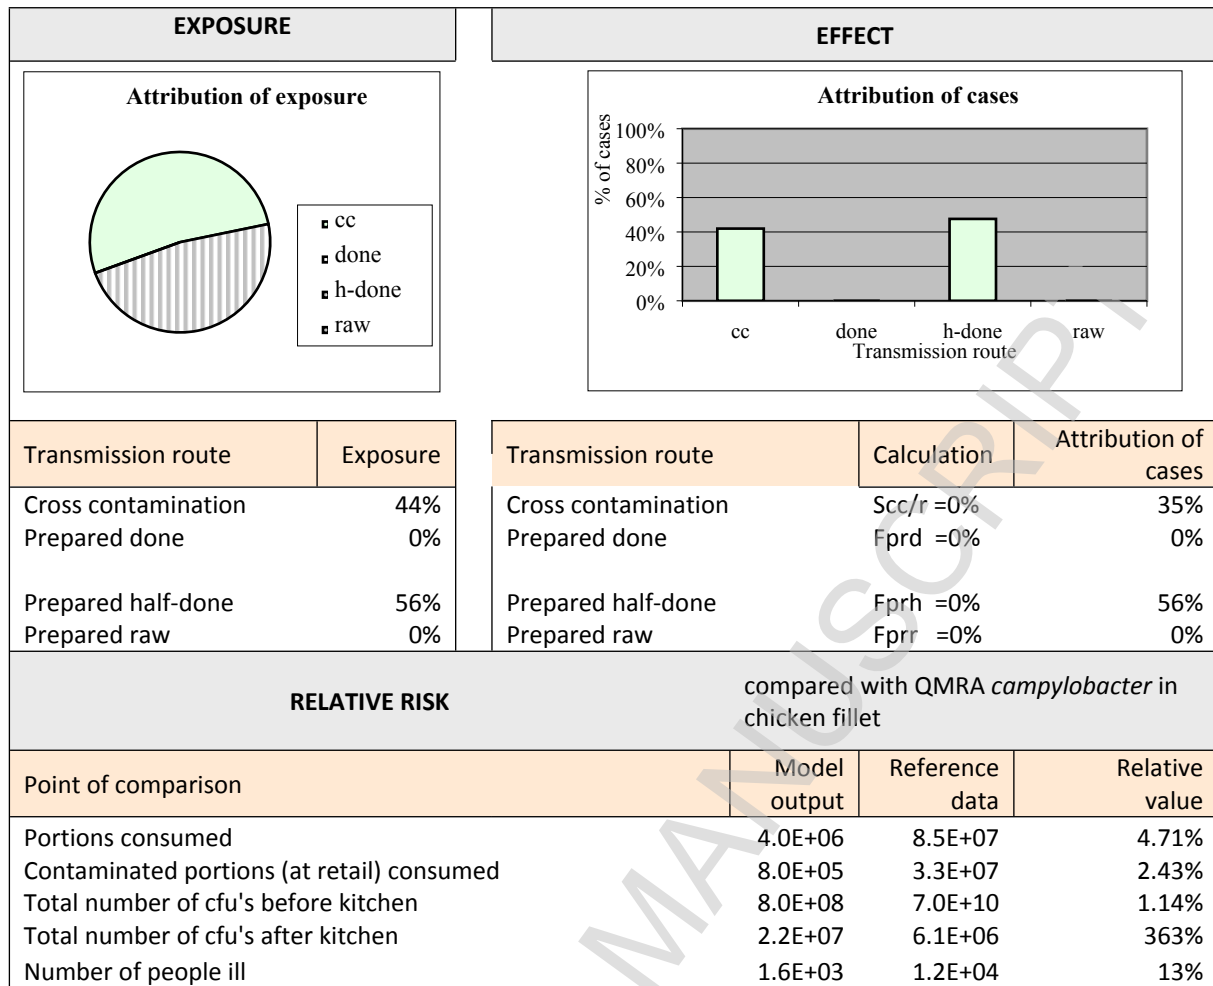 EXPOSURE
EFFECT
Attribution of exposure
cc
done
h-done
raw
Attribution of cases
% of cases
100%
80%
60%
40%
20%
0%
cc done h-done raw
Transmission route
Transmission route Exposure
Cross contamination 44%
Prepared done 0%
Prepared half-done 56%
Prepared raw 0%
Transmission route Calculation Attribution of
cases
Cross contamination Scc/r =0% 35%
Prepared done Fprd =0% 0%
Prepared half-done Fprh =0% 56%
Prepared raw Fprr =0% 0%
RELATIVE RISK
compared with QMRA campylobacter in
chicken fillet
Point of comparison Model Reference Relative
output data value
Portions consumed 4.0E+06 8.5E+07 4.71%
Contaminated portions (at retail) consumed 8.0E+05 3.3E+07 2.43%
Total number of cfu's before kitchen 8.0E+08 7.0E+10 1.14%
Total number of cfu's after kitchen 2.2E+07 6.1E+06 363%
Number of people ill 1.6E+03 1.2E+04 13%
MANUSCRIPT